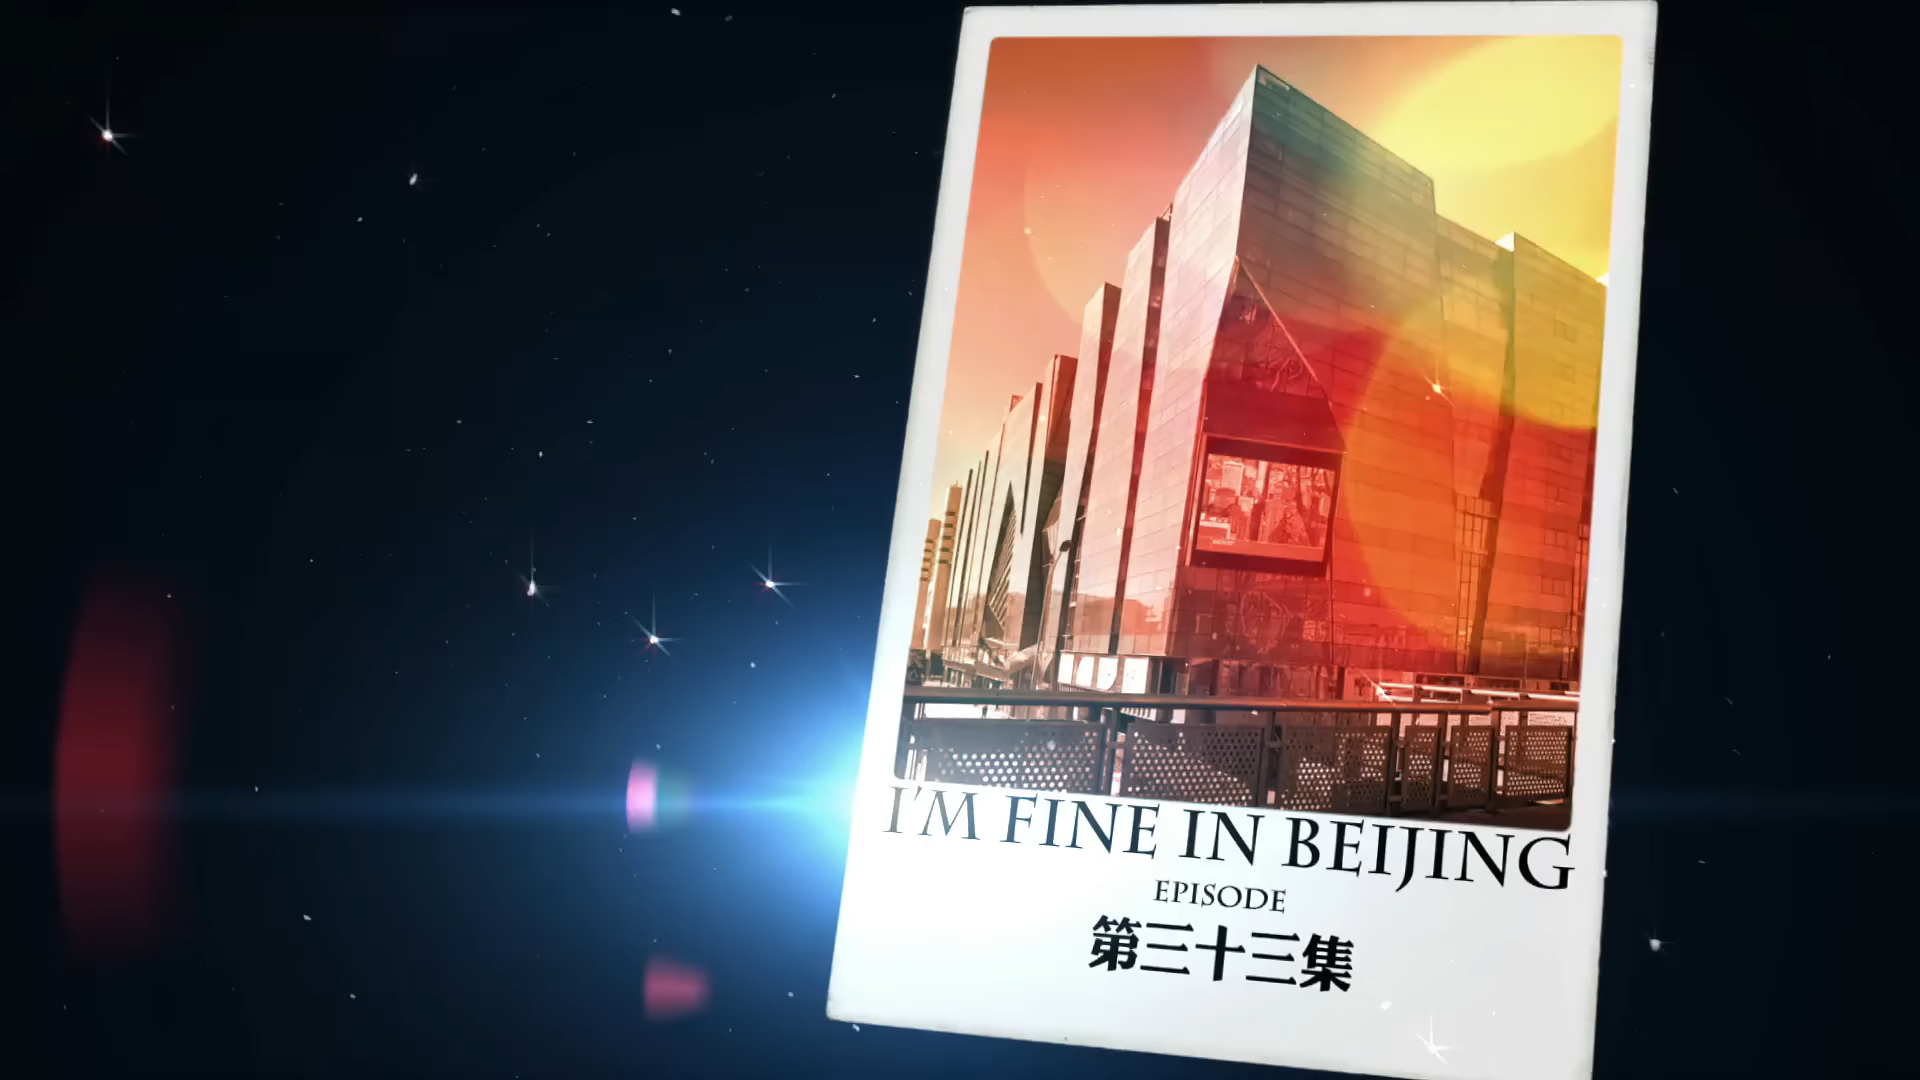 I'M FINE IN BEIJING
EPISODE
第三十三集